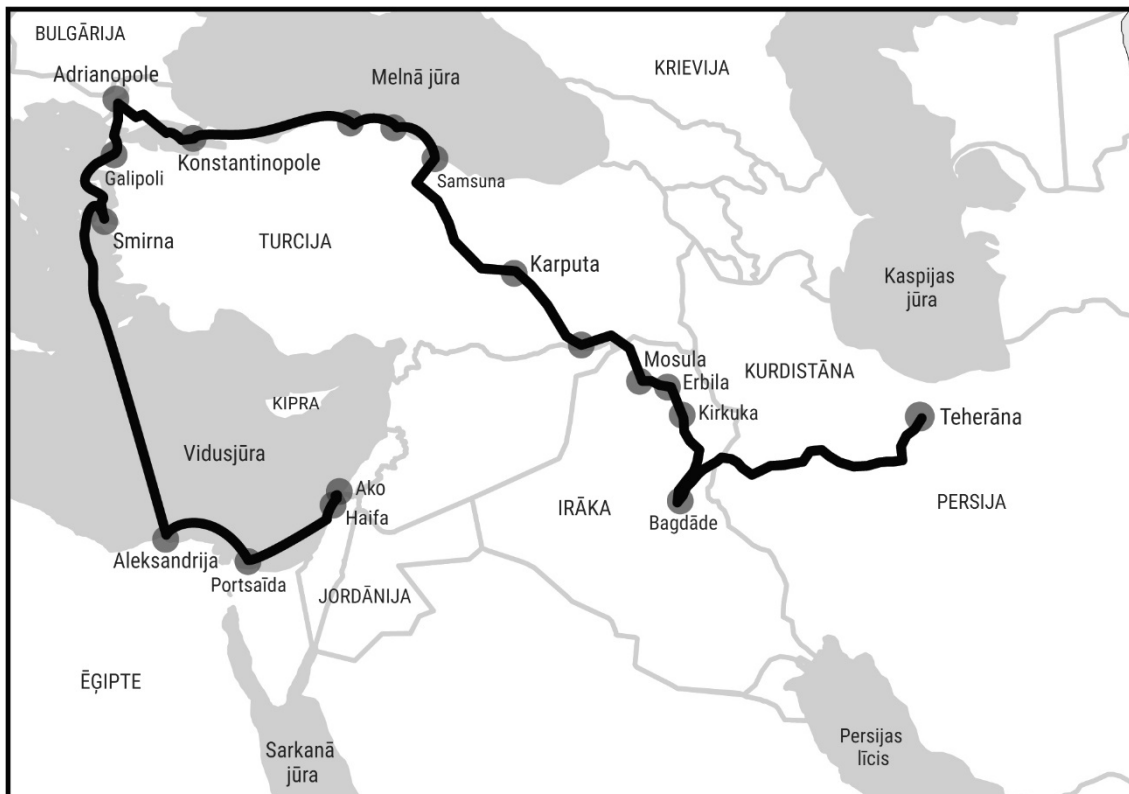 BULGĀRIJA
Adrianopole
Melnā jūra
KRIEVIJA
Konstantinopole
Galipoli
Samsuna
Smirna
TURCIJA
Karputa
Kaspijas
jūra
Mosula
Erbila
KURDISTĀNA
Kirkuka
Teherāna
KIPRA
Vidusjūra
Ako
Haifa
IRĀKA
PERSIJA
Bagdāde
Aleksandrija
Portsaīda
JORDĀNIJA
ĒĢIPTE
Sarkanā
jūra
Persijas
līcis